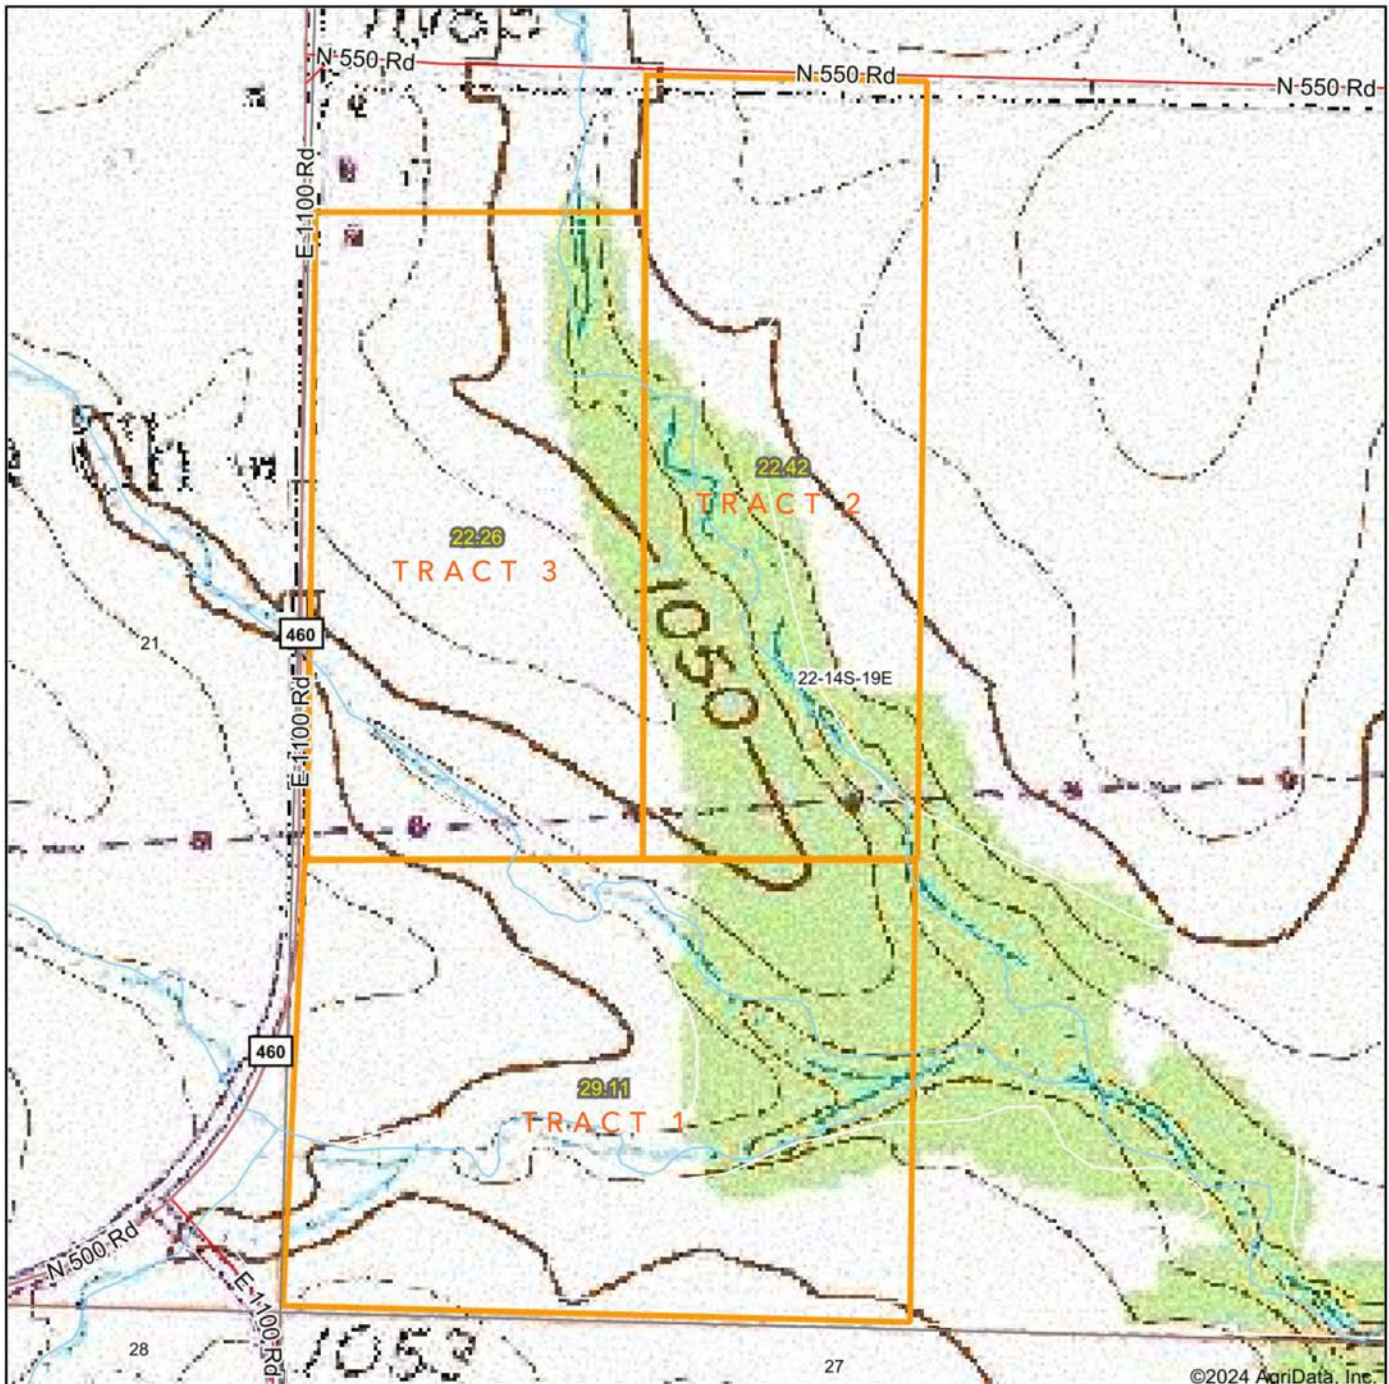 N 550 Rd
N 550 Rd
N 550 Rd
E 1100 Rd
22.42
TRACT 2
22.26
TRACT 3
1050
460
21
22-14S-19E
E 1100 Rd
460
29.11
TRACT 1
N 500 Rd
E 1100 Rd
1053
28
27
©2024 AgriData, Inc.